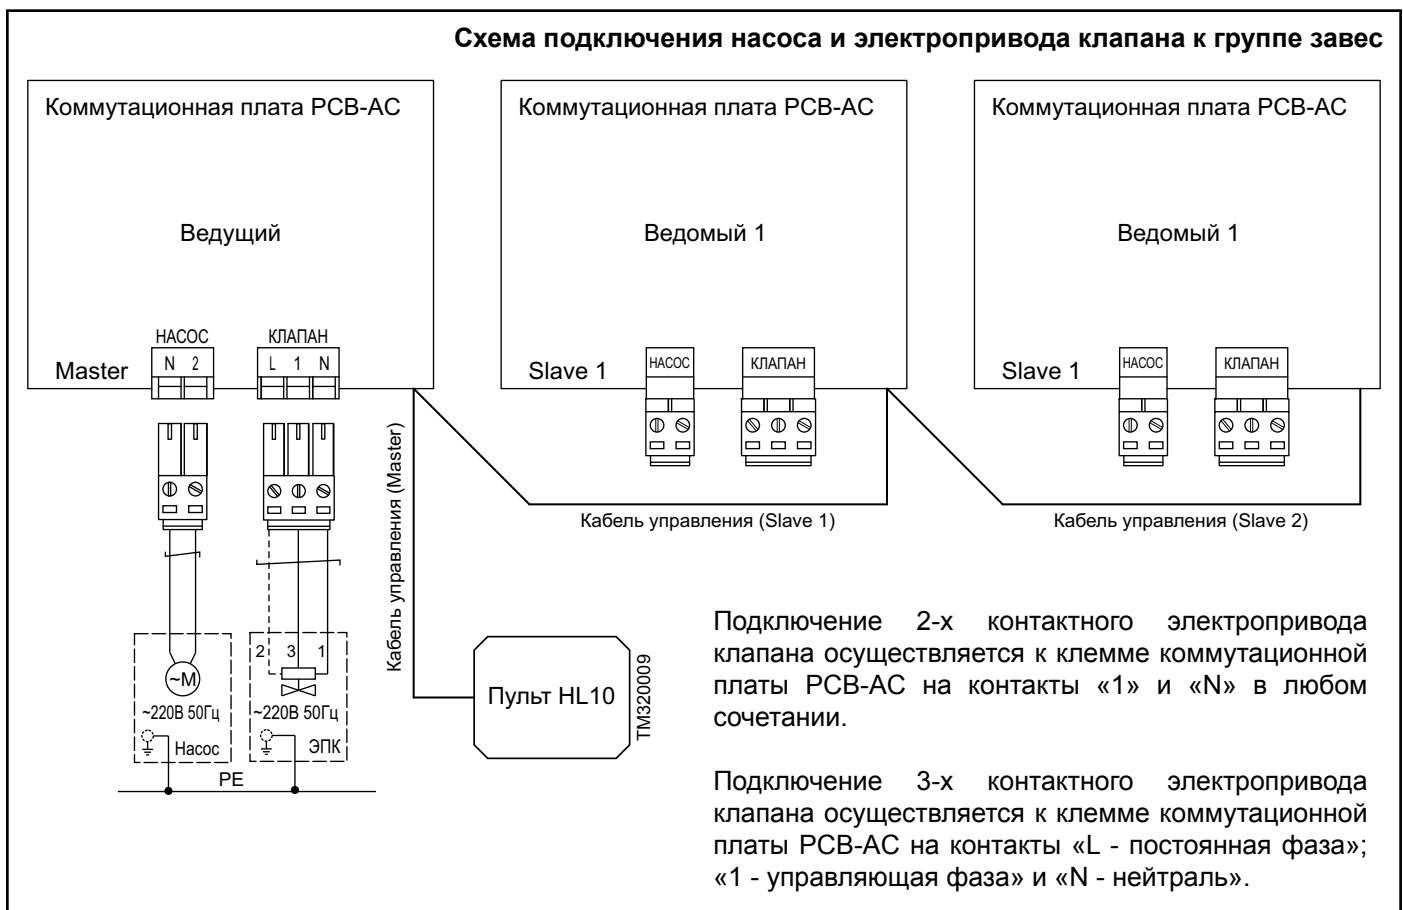 Схема подключения насоса и электропривода клапана к группе завес
Коммутационная плата PCB-AC
Ведущий
НАСОС
КЛАПАН
N 2
L 1 N
Master
Коммутационная плата PCB-AC
Ведомый 1
Slave 1
НАСОС
КЛАПАН
Коммутационная плата PCB-AC
Ведомый 1
Slave 1
НАСОС
КЛАПАН
Кабель управления (Master)
Кабель управления (Slave 1)
Кабель управления (Slave 2)
~M
~220В 50Гц
Насос
2 3 1
~220В 50Гц
ЭПК
PE
Пульт HL10
TM320009
Подключение 2-х контактного электропривода
клапана осуществляется к клемме коммутационной
платы PCB-AC на контакты «1» и «N» в любом
сочетании.
Подключение 3-х контактного электропривода
клапана осуществляется к клемме коммутационной
платы PCB-AC на контакты «L - постоянная фаза»;
«1 - управляющая фаза» и «N - нейтраль».